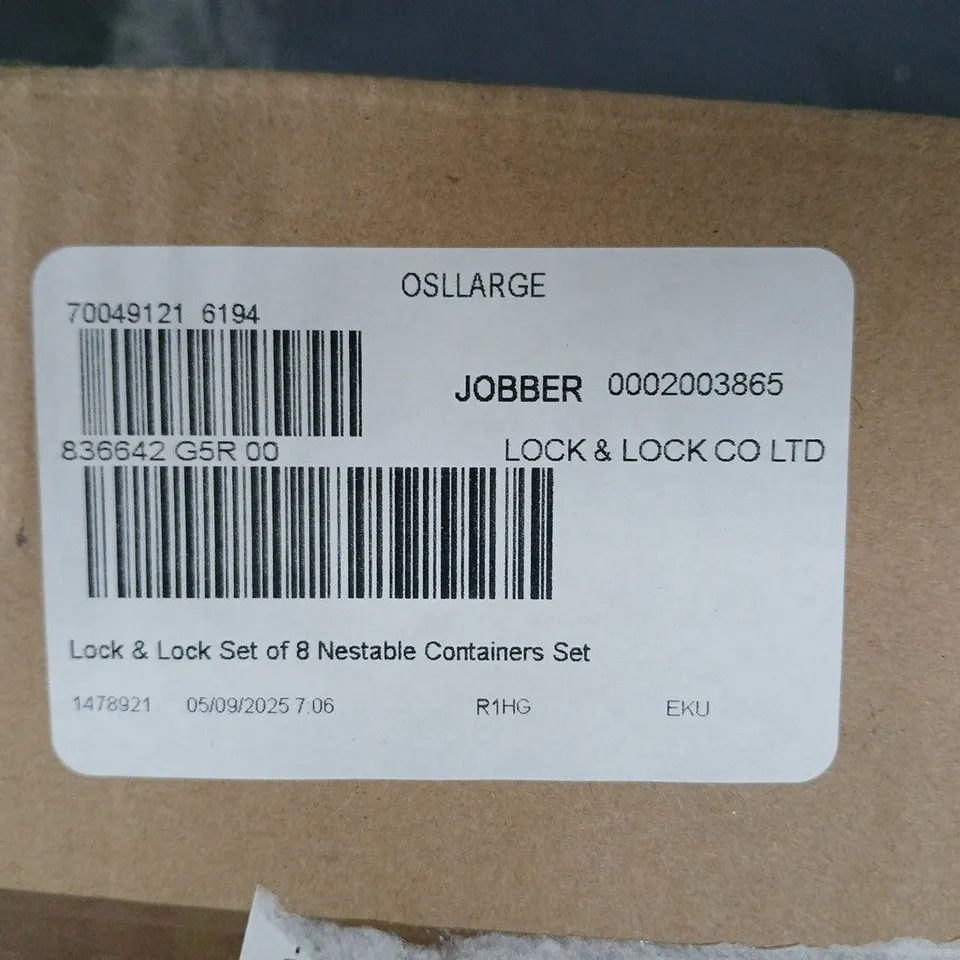 OSLLARGE
70049121 6194
JOBBER 0002003865
836642 G5R 00
LOCK & LOCK CO LTD
Lock & Lock Set of 8 Nestable Containers Set
1478921 05/09/2025 7:06 R1HG EKU